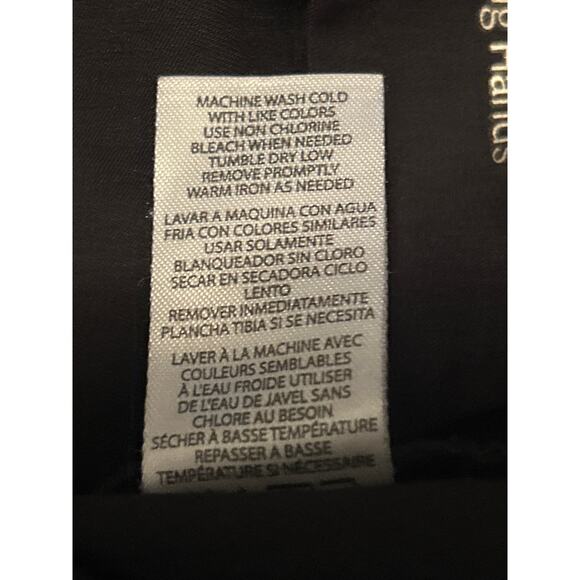 MACHINE WASH COLD
WITH LIKE COLORS
USE NON CHLORINE
BLEACH WHEN NEEDED
TUMBLE DRY LOW
REMOVE PROMPTLY
WARM IRON AS NEEDED
LAVAR A MAQUINA CON AGUA
FRIA CON COLORES SIMILARES
USAR SOLAMENTE
BLANQUEADOR SIN CLORO
SECAR EN SECADORA CICLO
LENTO
REMOVER INMEDIATAMENTE
PLANCHA TIBIA SI SE NECESITA
LAVER À LA MACHINE AVEC
COULEURS SEMBLABLES
À L'EAU FROIDE UTILISER
DE L'EAU DE JAVEL SANS
CHLORE AU BESOIN
SÉCHER À BASSE TEMPÉRATURE
REPASSER A BASSE
TEMPÉRATURE SI NÉCESSAIRE
Hands